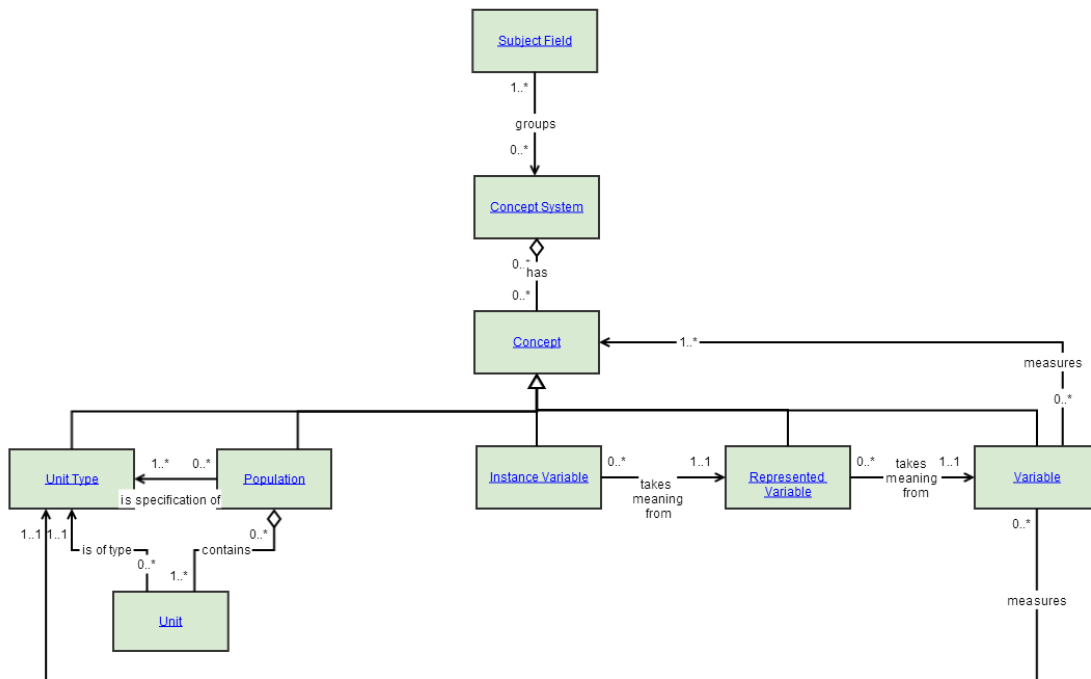 Subject Field
1..*
groups
0..*
Concept System
0..*
has
0..*
Concept
1..*
measures
0..*
Unit Type
1..*
0..*
Population
is specification of
Instance Variable
0..*
1..1
takes
meaning
from
Represented
Variable
0..*
1..1
takes
meaning
from
Variable
1..1
1..1
is of type
0..*
contains
0..*
1..*
Unit
0..*
measures